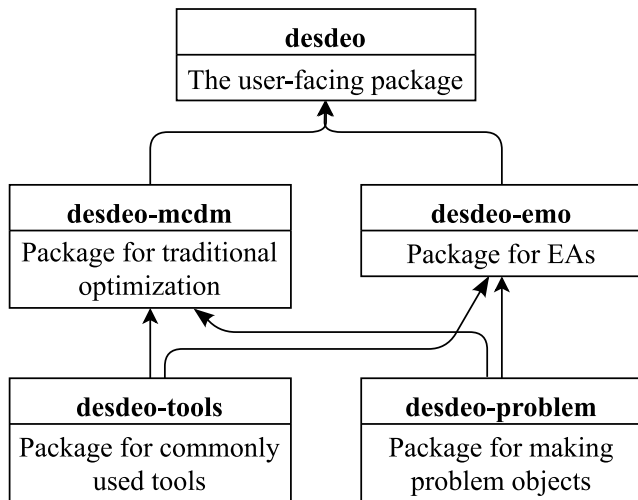 desdeo
The user-facing package
desdeo-mcdm
Package for traditional
optimization
desdeo-emo
Package for EAs
desdeo-tools
Package for commonly
used tools
desdeo-problem
Package for making
problem objects